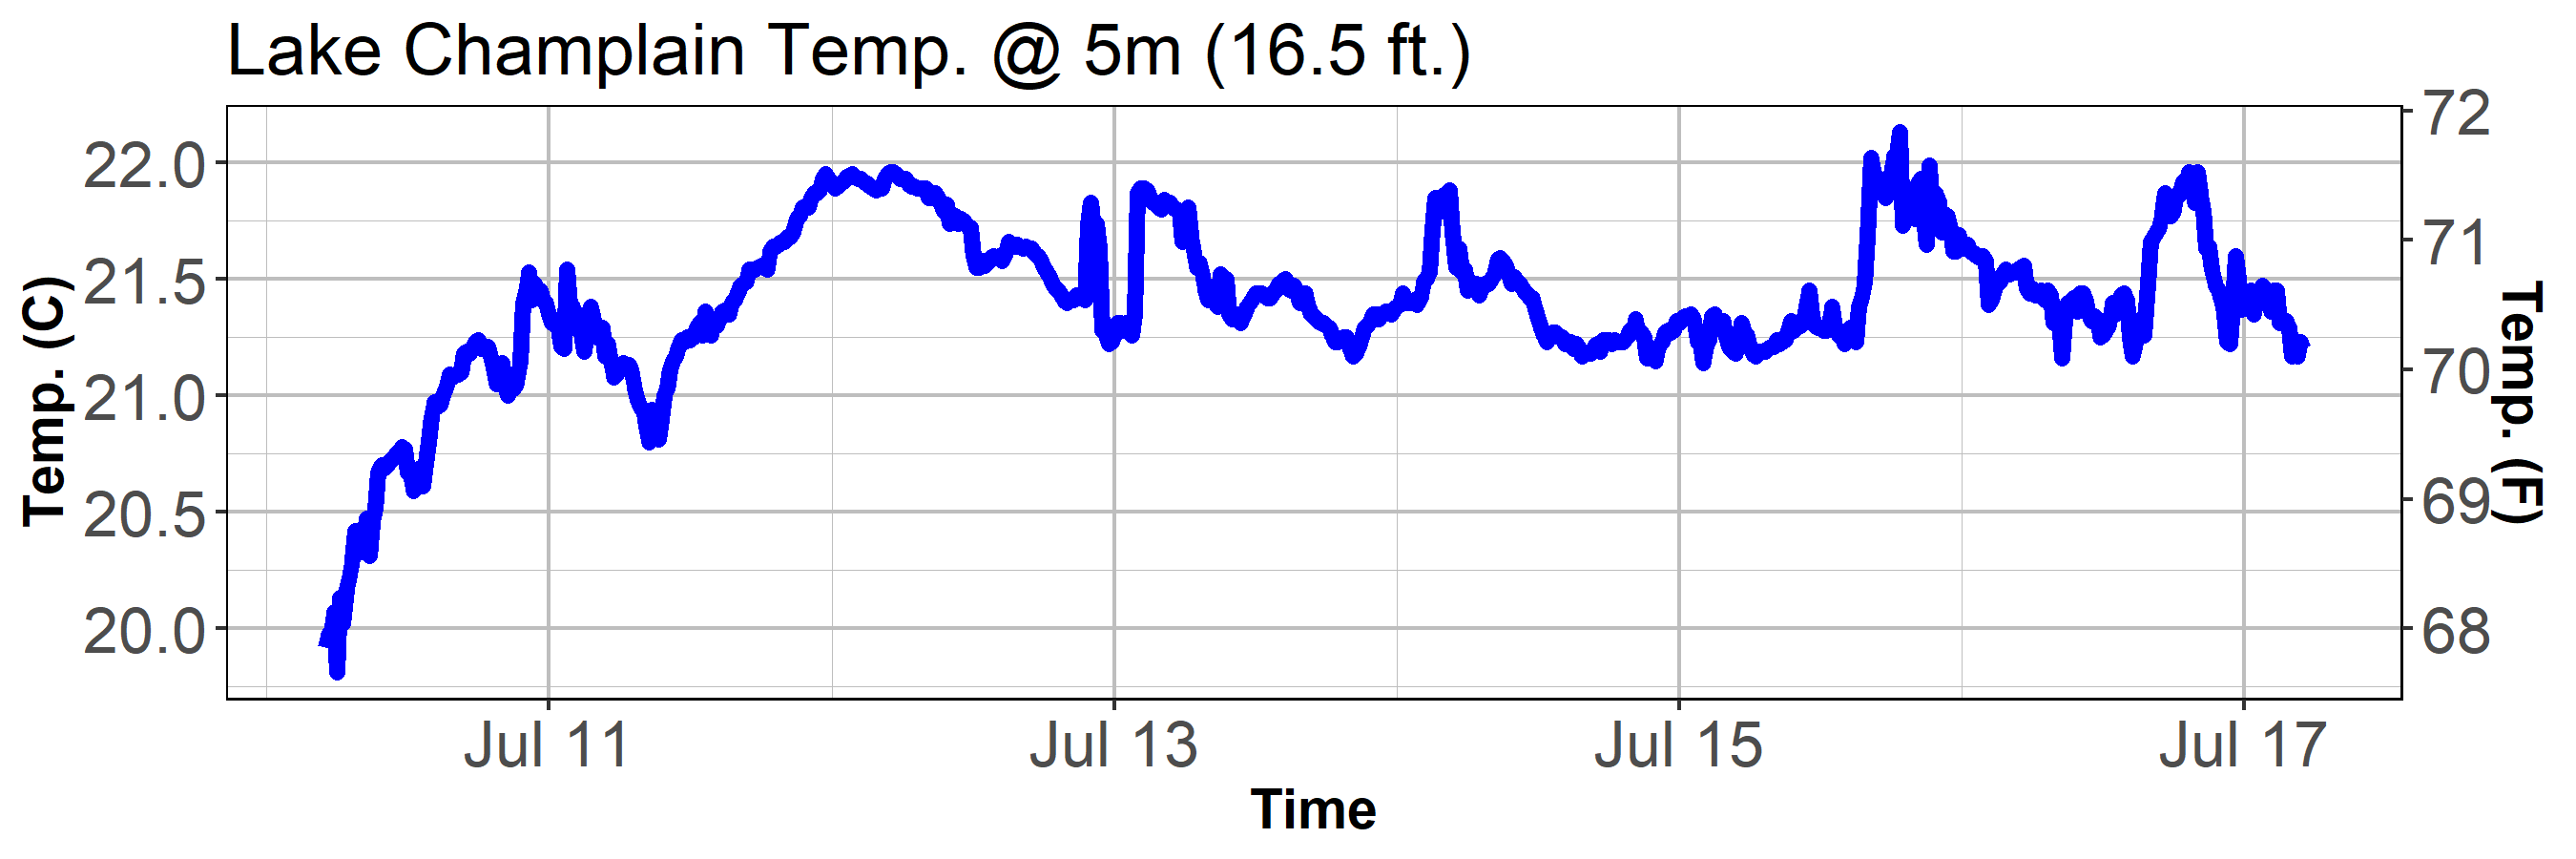 Lake Champlain Temp. @ 5m (16.5 ft.)
72
22.0
71
21.5
70
21.0
69
20.5
68
20.0
Temp. (C)
Temp. (F)
Jul 11 Jul 13 Jul 15 Jul 17
Time